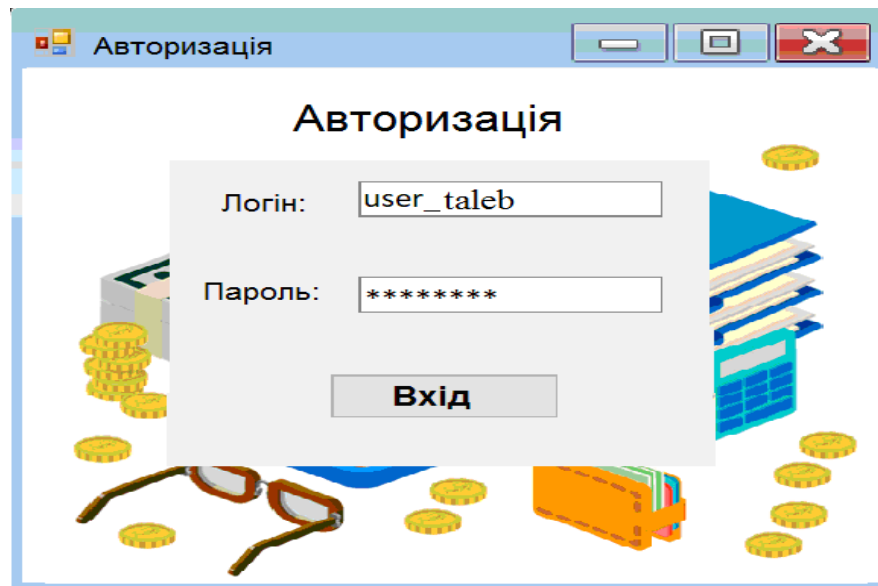 Авторизація
Авторизація
Логін: user_taleb
Пароль: ********
Вхід